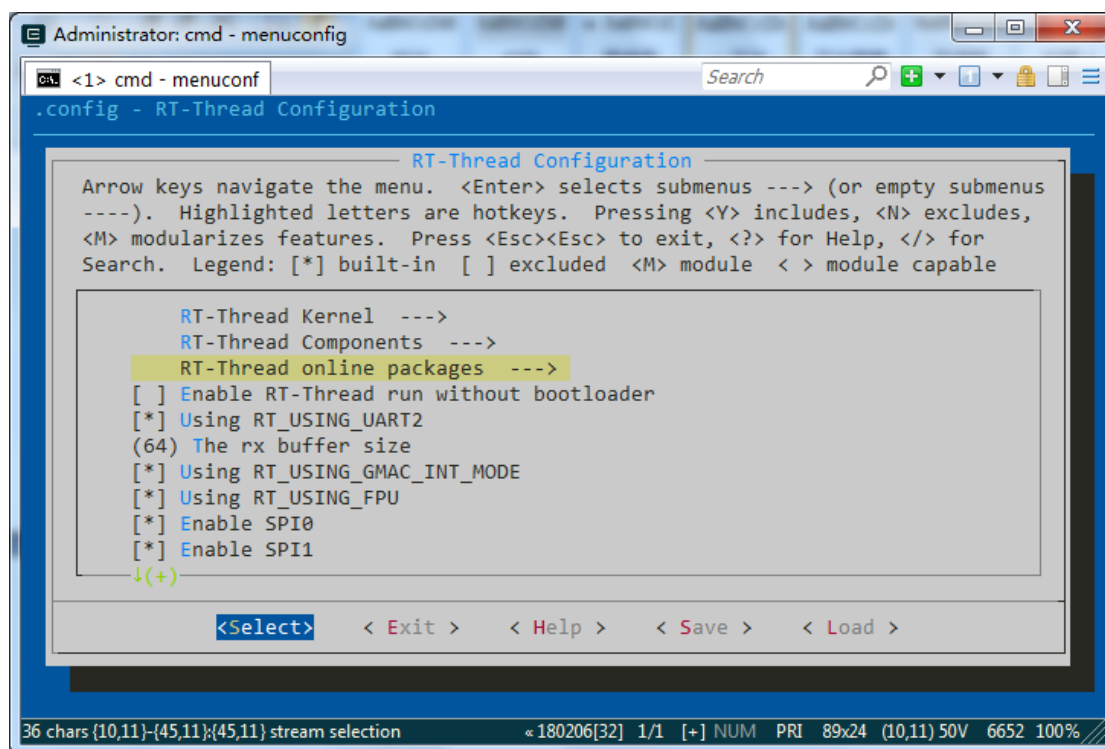 Administrator: cmd - menuconfig
<1> cmd - menuconf
Search
.config - RT-Thread Configuration
RT-Thread Configuration
Arrow keys navigate the menu.  <Enter> selects submenus ---> (or empty submenus
----).  Highlighted letters are hotkeys.  Pressing <Y> includes, <N> excludes,
<M> modularizes features.  Press <Esc><Esc> to exit, <?> for Help, </> for
Search.  Legend: [*] built-in  [ ] excluded  <M> module  < > module capable
RT-Thread Kernel  --->
RT-Thread Components  --->
RT-Thread online packages  --->
[ ] Enable RT-Thread run without bootloader
[*] Using RT_USING_UART2
(64) The rx buffer size
[*] Using RT_USING_GMAC_INT_MODE
[*] Using RT_USING_FPU
[*] Enable SPI0
[*] Enable SPI1
↓(+)
<Select>    < Exit >    < Help >    < Save >    < Load >
36 chars {10,11}-{45,11}:{45,11} stream selection    « 180206[32]  1/1  [+] NUM  PRI  89x24  (10,11) 50V  6652  100%